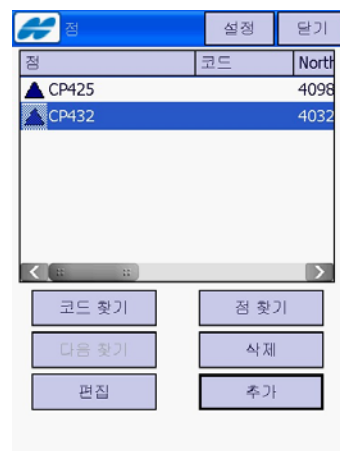 점 설정 닫기
점 코드 North
CP425 4098
CP432 4032
코드 찾기 점 찾기
다음 찾기 삭제
편집 추가